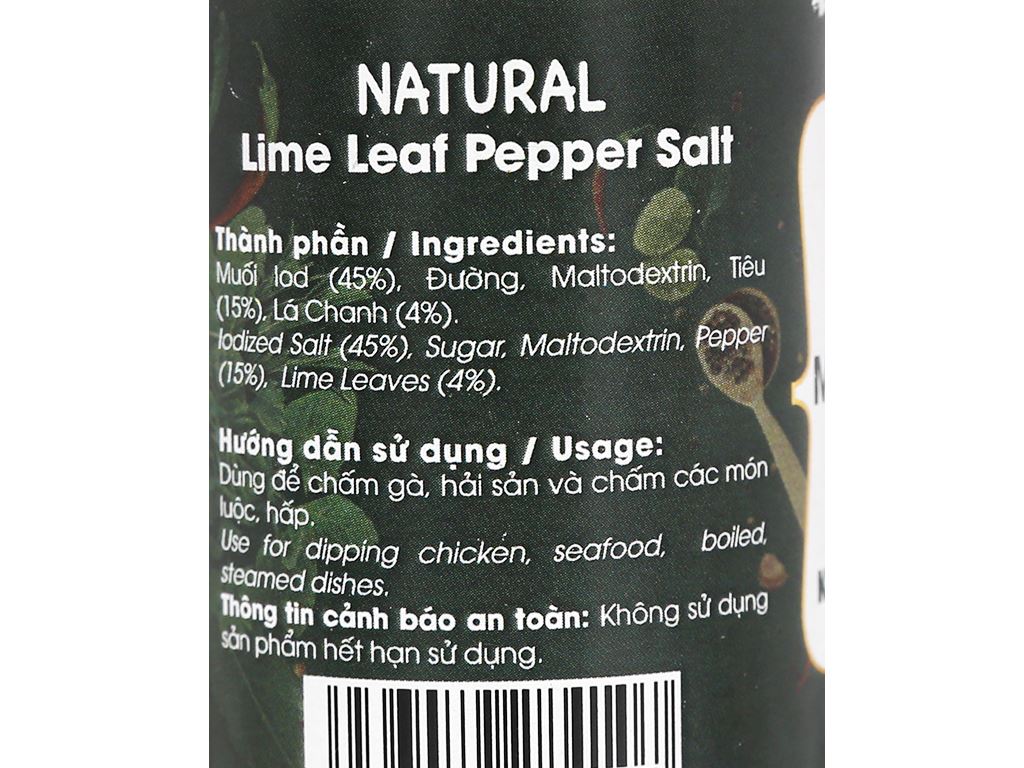 NATURAL
Lime Leaf Pepper Salt
Thành phần / Ingredients:
Muối Iod (45%), Đường, Maltodextrin, Tiêu
(15%), Lá Chanh (4%).
Iodized Salt (45%), Sugar, Maltodextrin, Pepper
(15%), Lime Leaves (4%).
Hướng dẫn sử dụng / Usage:
Dùng để chấm gà, hải sản và chấm các món
luộc, hấp.
Use for dipping chicken, seafood, boiled,
steamed dishes.
Thông tin cảnh báo an toàn: Không sử dụng
sản phẩm hết hạn sử dụng.